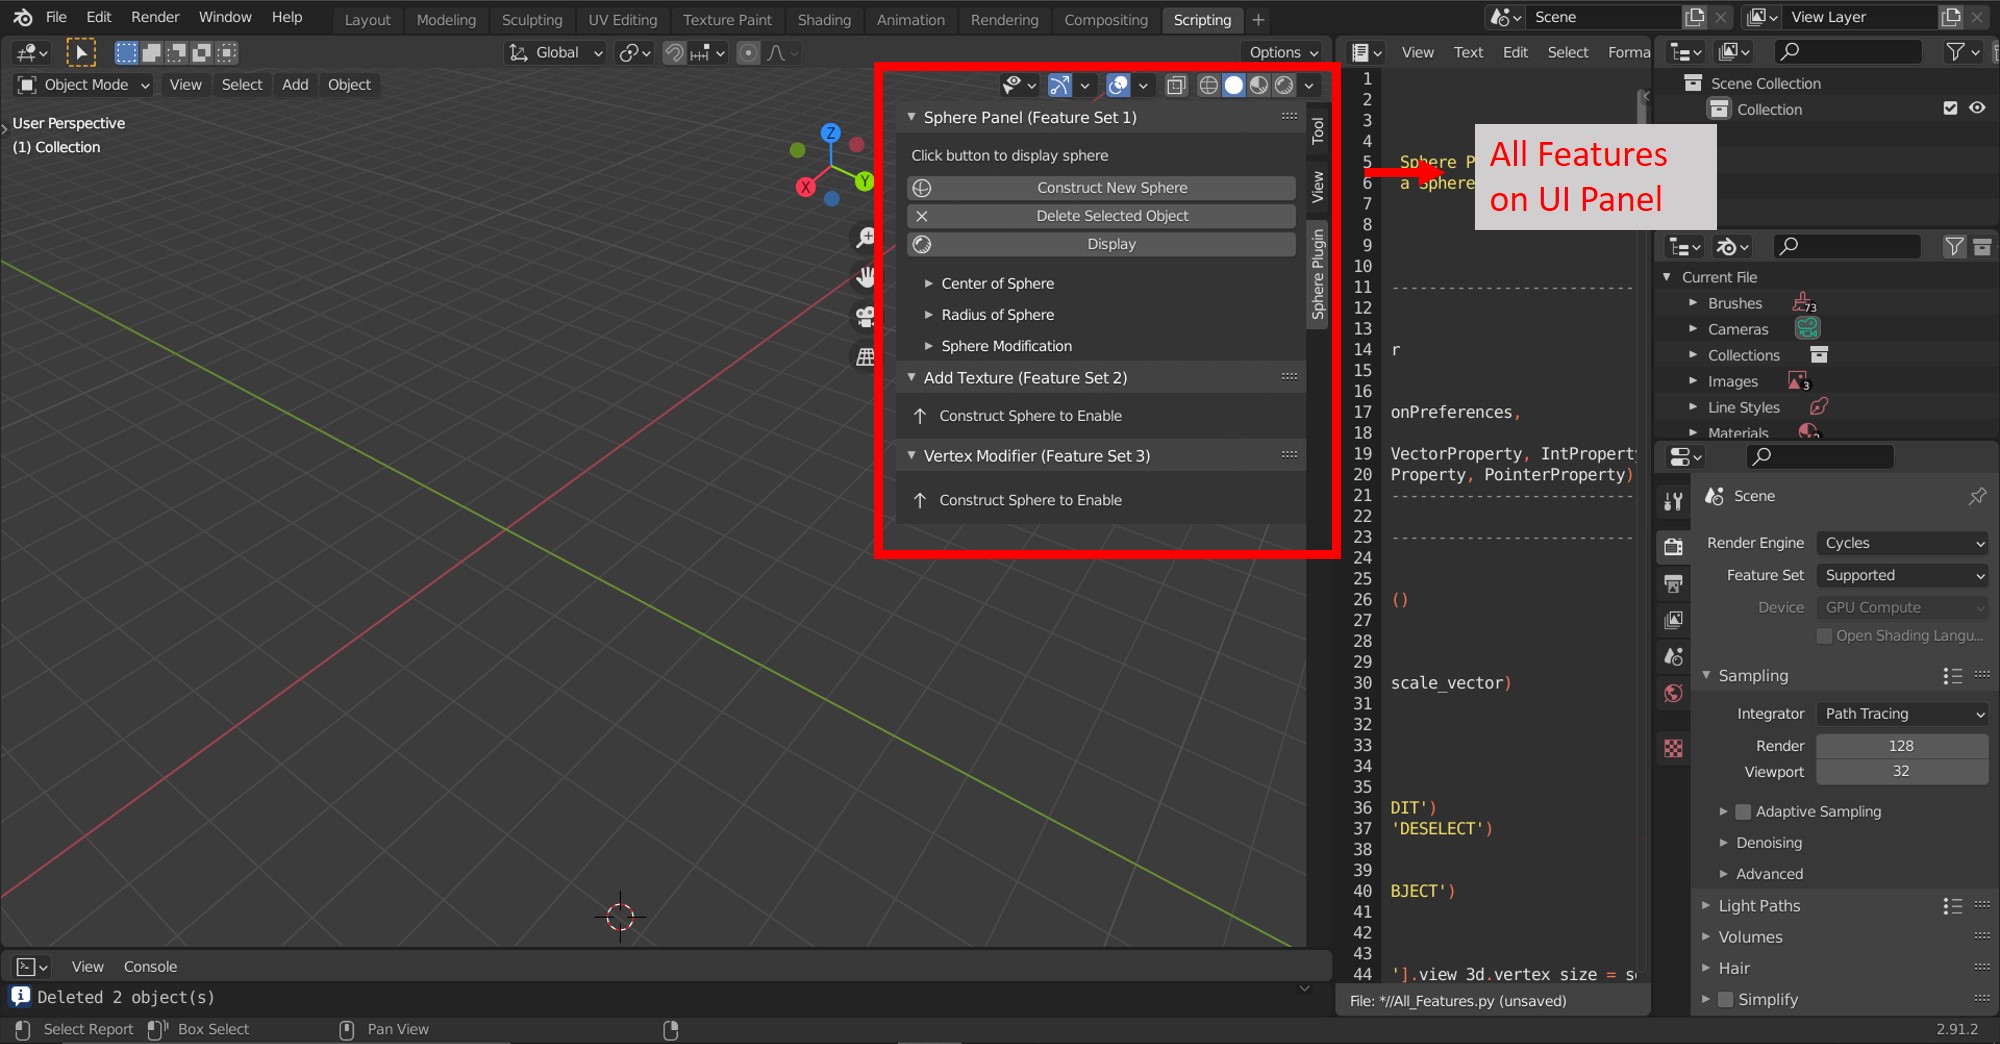 File Edit Render Window Help Layout Modeling Sculpting UV Editing Texture Paint Shading Animation Rendering Compositing Scripting + Scene View Layer
Global Options
Object Mode View Select Add Object
User Perspective
(1) Collection
Z
X
Y
Sphere Panel (Feature Set 1)
Click button to display sphere
Construct New Sphere
Delete Selected Object
Display
Center of Sphere
Radius of Sphere
Sphere Modification
Add Texture (Feature Set 2)
Construct Sphere to Enable
Vertex Modifier (Feature Set 3)
Construct Sphere to Enable
Tool
View
Sphere Plugin
View Text Edit Select Forma
1
2
3
4
5 Sphere P
6 a Sphere
7
8
9
10
11 --------------------------
12
13
14 r
15
16
17 onPreferences,
18
19 VectorProperty, IntProperty
20 Property, PointerProperty)
21 --------------------------
22
23 --------------------------
24
25
26 ()
27
28
29
30 scale_vector)
31
32
33
34
35
36 DIT')
37 'DESELECT')
38
39
40 BJECT')
41
42
43
44 '].view_3d.vertex_size = s
File: *//All_Features.py (unsaved)
All Features
on UI Panel
Scene Collection
Collection
Current File
Brushes 73
Cameras
Collections
Images 3
Line Styles
Materials
Scene
Render Engine Cycles
Feature Set Supported
Device GPU Compute
Open Shading Langu...
Sampling
Integrator Path Tracing
Render 128
Viewport 32
Adaptive Sampling
Denoising
Advanced
Light Paths
Volumes
Hair
Simplify
View Console
Deleted 2 object(s)
Select Report Box Select Pan View 2.91.2